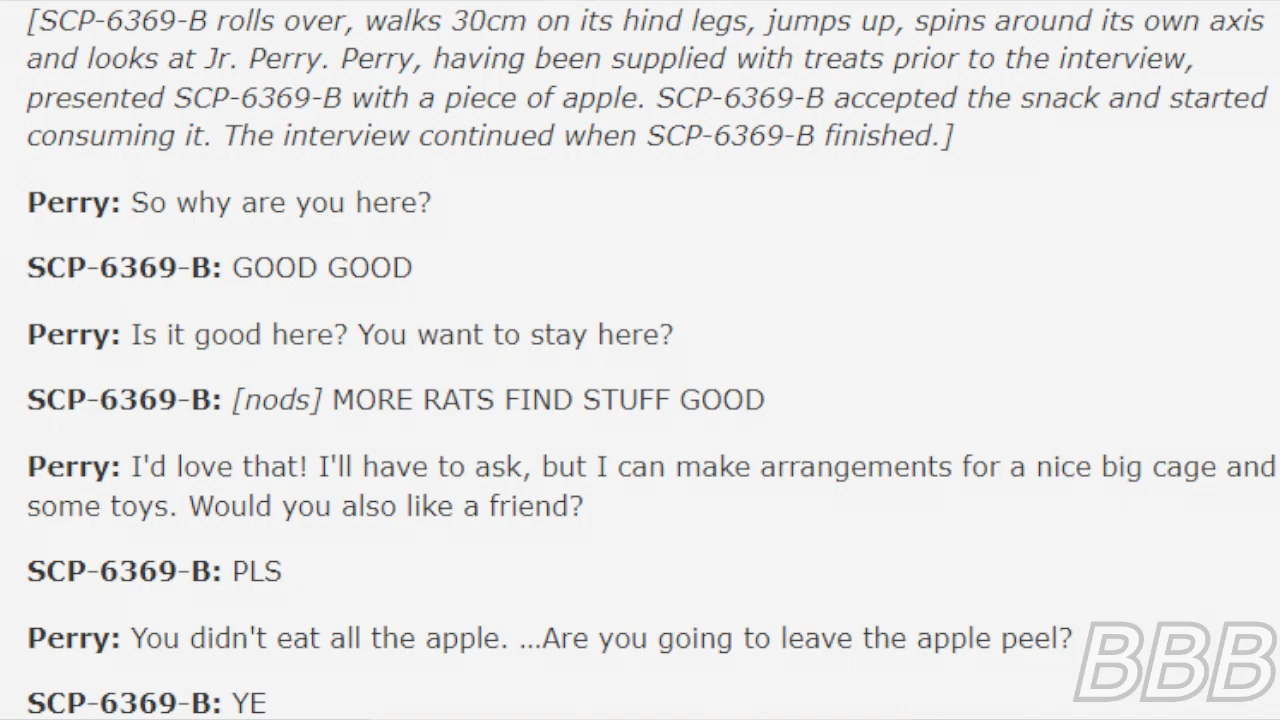 [SCP-6369-B rolls over, walks 30cm on its hind legs, jumps up, spins around its own axis
and looks at Jr. Perry. Perry, having been supplied with treats prior to the interview,
presented SCP-6369-B with a piece of apple. SCP-6369-B accepted the snack and started
consuming it. The interview continued when SCP-6369-B finished.]
Perry: So why are you here?
SCP-6369-B: GOOD GOOD
Perry: Is it good here? You want to stay here?
SCP-6369-B: [nods] MORE RATS FIND STUFF GOOD
Perry: I'd love that! I'll have to ask, but I can make arrangements for a nice big cage and
some toys. Would you also like a friend?
SCP-6369-B: PLS
Perry: You didn't eat all the apple. ...Are you going to leave the apple peel?
SCP-6369-B: YE
BBB